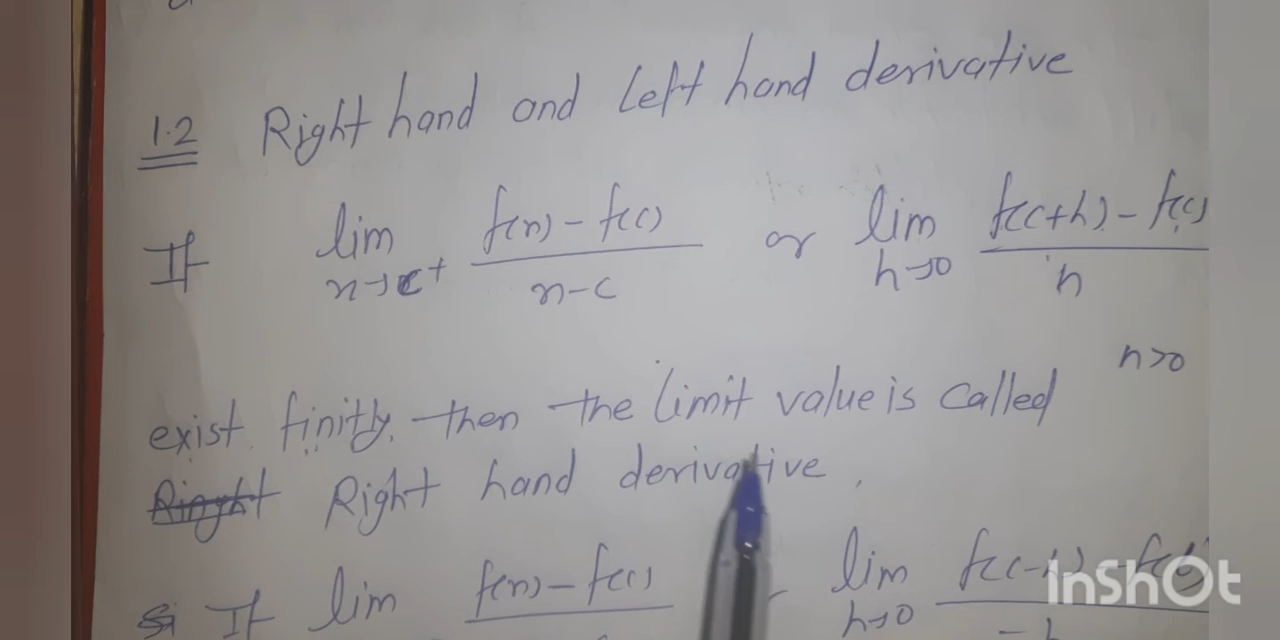 1.2 Right hand and Left hand derivative
If lim x→c+ f(x)-f(c) / x-c or lim h→0 f(c+h)-f(c) / h
h>0
exist finitly, then the limit value is called
Right hand derivative.
If lim f(x)-f(c) lim h→0 f(c-h)-f(c) / -h
InShOt